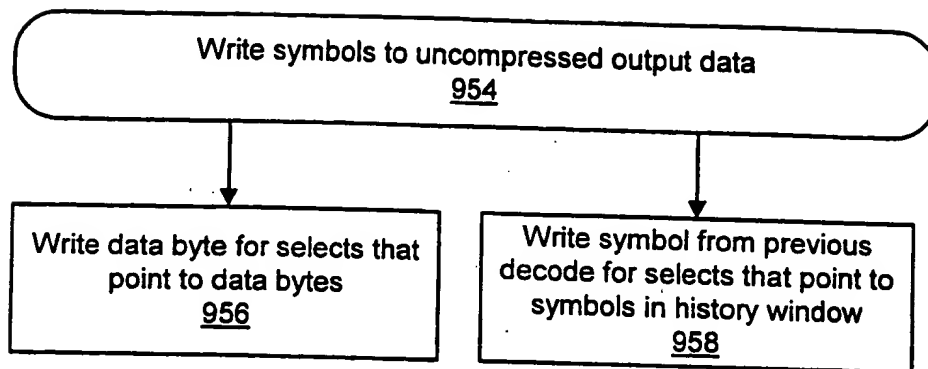 Write symbols to uncompressed output data
954
Write data byte for selects that
point to data bytes
956
Write symbol from previous
decode for selects that point to
symbols in history window
958